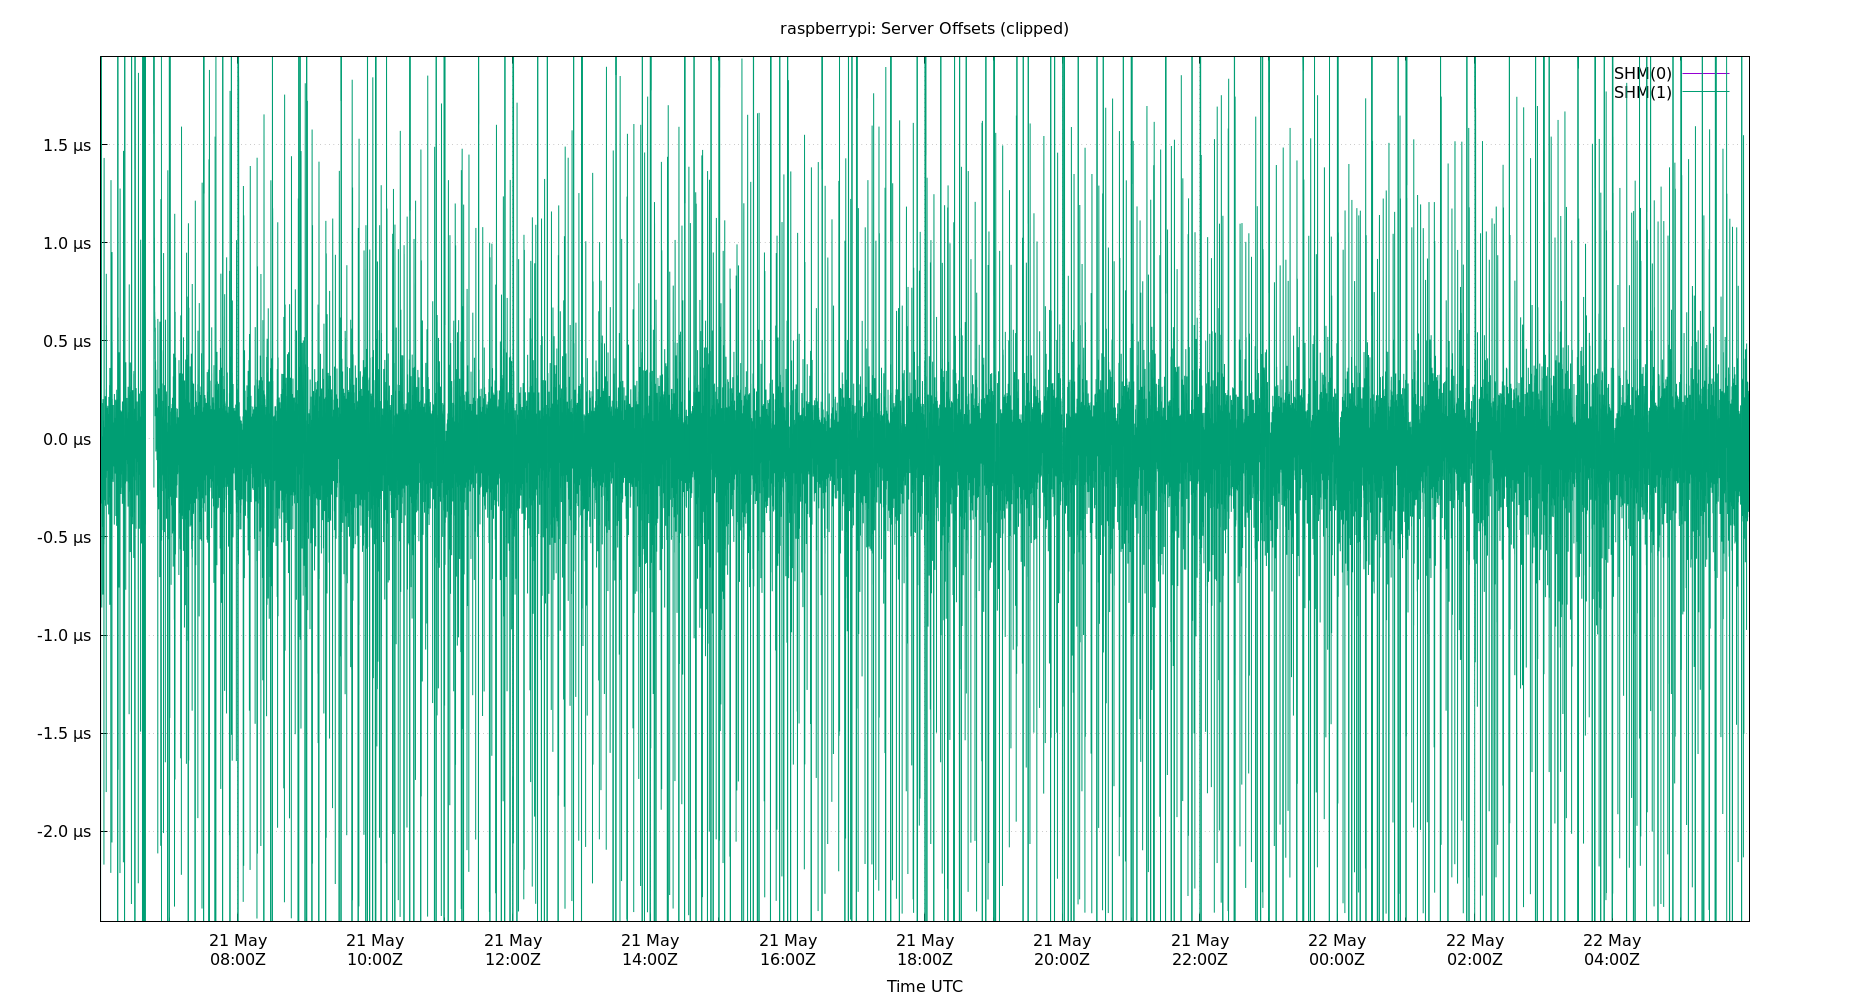 raspberrypi: Server Offsets (clipped)
SHM(0)
SHM(1)
1.5 µs
1.0 µs
0.5 µs
0.0 µs
-0.5 µs
-1.0 µs
-1.5 µs
-2.0 µs
21 May 21 May 21 May 21 May 21 May 21 May 21 May 21 May 22 May 22 May 22 May
08:00Z 10:00Z 12:00Z 14:00Z 16:00Z 18:00Z 20:00Z 22:00Z 00:00Z 02:00Z 04:00Z
Time UTC